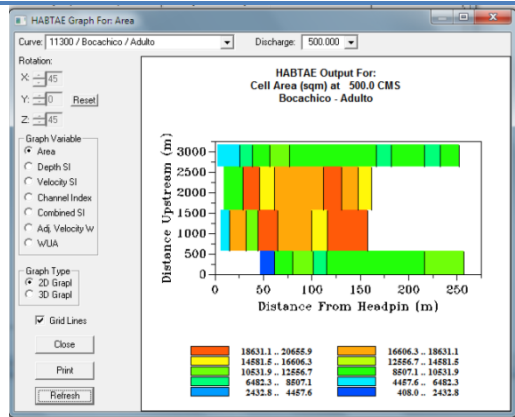 HABTAE Graph For: Area
Curve: 11300 / Bocachico / Adulto Discharge: 500.000
Rotation:
X: 45
Y: 0 Reset
Z: 45
Graph Variable
Area
Depth SI
Velocity SI
Channel Index
Combined SI
Adj. Velocity W
WUA
Graph Type
2D Grapl
3D Grapl
Grid Lines
Close
Print
Refresh
HABTAE Output For:
Cell Area (sqm) at 500.0 CMS
Bocachico - Adulto
Distance Upstream (m)
3000
2500
2000
1500
1000
500
0
0 50 100 150 200 250
Distance From Headpin (m)
18631.1 .. 20655.9 16606.3 .. 18631.1
14581.5 .. 16606.3 12556.7 .. 14581.5
10531.9 .. 12556.7 8507.1 .. 10531.9
6482.3 .. 8507.1 4457.6 .. 6482.3
2432.8 .. 4457.6 408.0 .. 2432.8